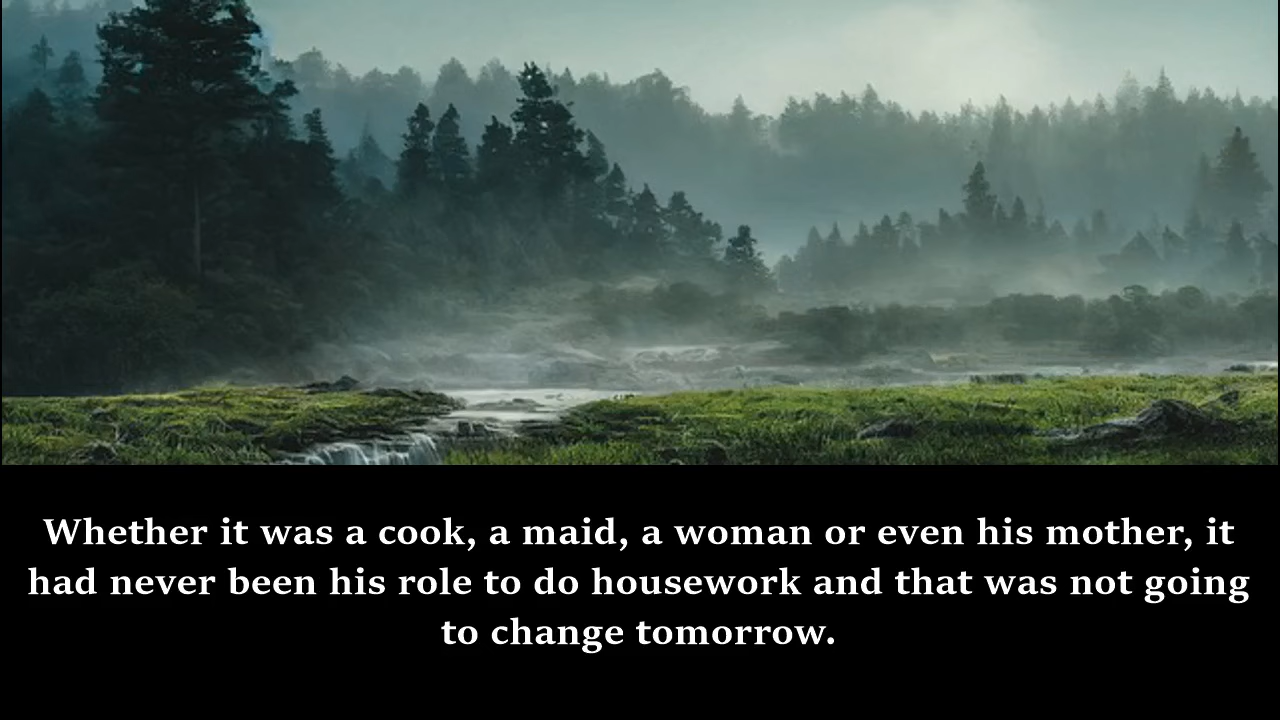 Whether it was a cook, a maid, a woman or even his mother, it
had never been his role to do housework and that was not going
to change tomorrow.